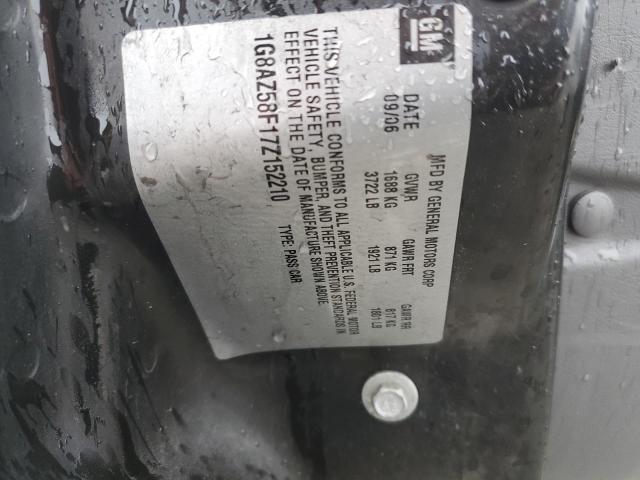 GM
MFD BY GENERAL MOTORS CORP
DATE GVWR GAWR FRT GAWR RR
09/06 1688 KG 871 KG 817 KG
3722 LB 1921 LB 1801 LB
THIS VEHICLE CONFORMS TO ALL APPLICABLE U.S. FEDERAL MOTOR
VEHICLE SAFETY, BUMPER, AND THEFT PREVENTION STANDARDS IN
EFFECT ON THE DATE OF MANUFACTURE SHOWN ABOVE
1G8AZ58F17Z152210 TYPE: PASS CAR